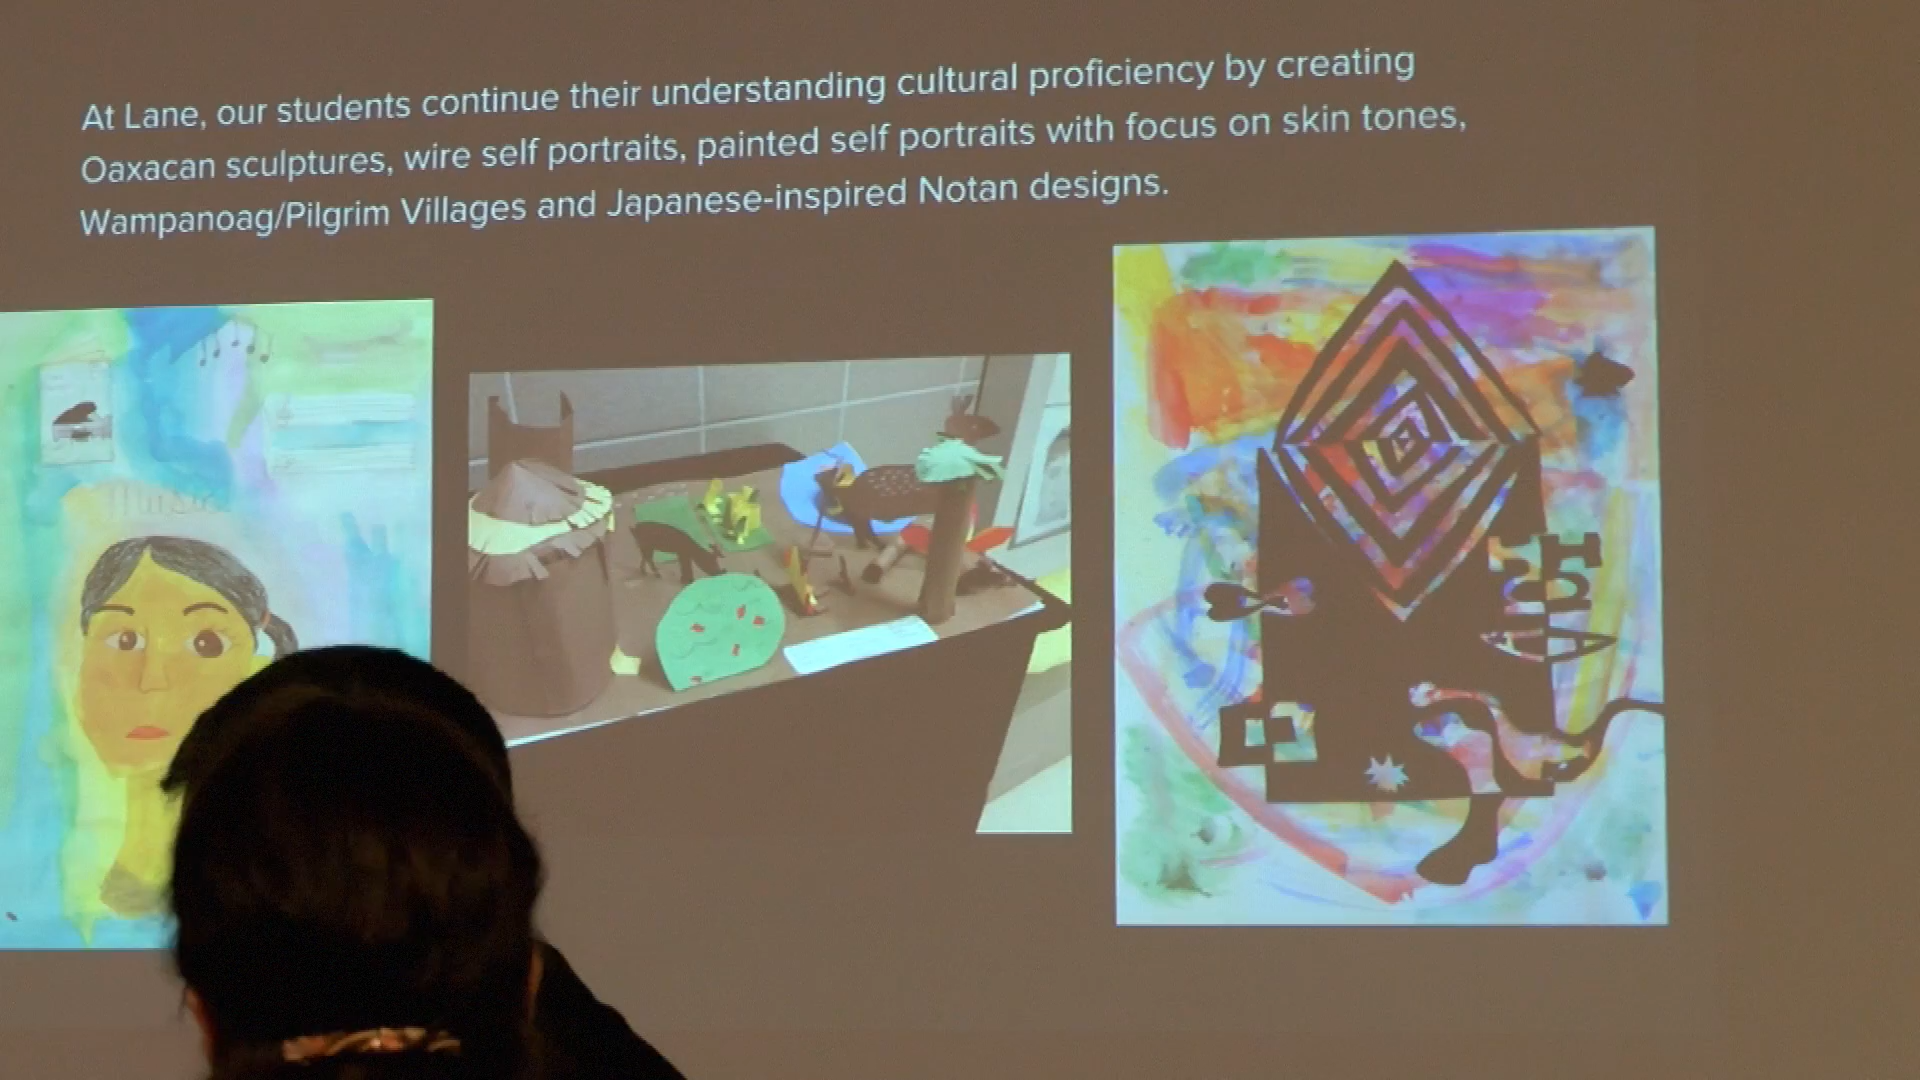 At Lane, our students continue their understanding cultural proficiency by creating
Oaxacan sculptures, wire self portraits, painted self portraits with focus on skin tones,
Wampanoag/Pilgrim Villages and Japanese-inspired Notan designs.
Music